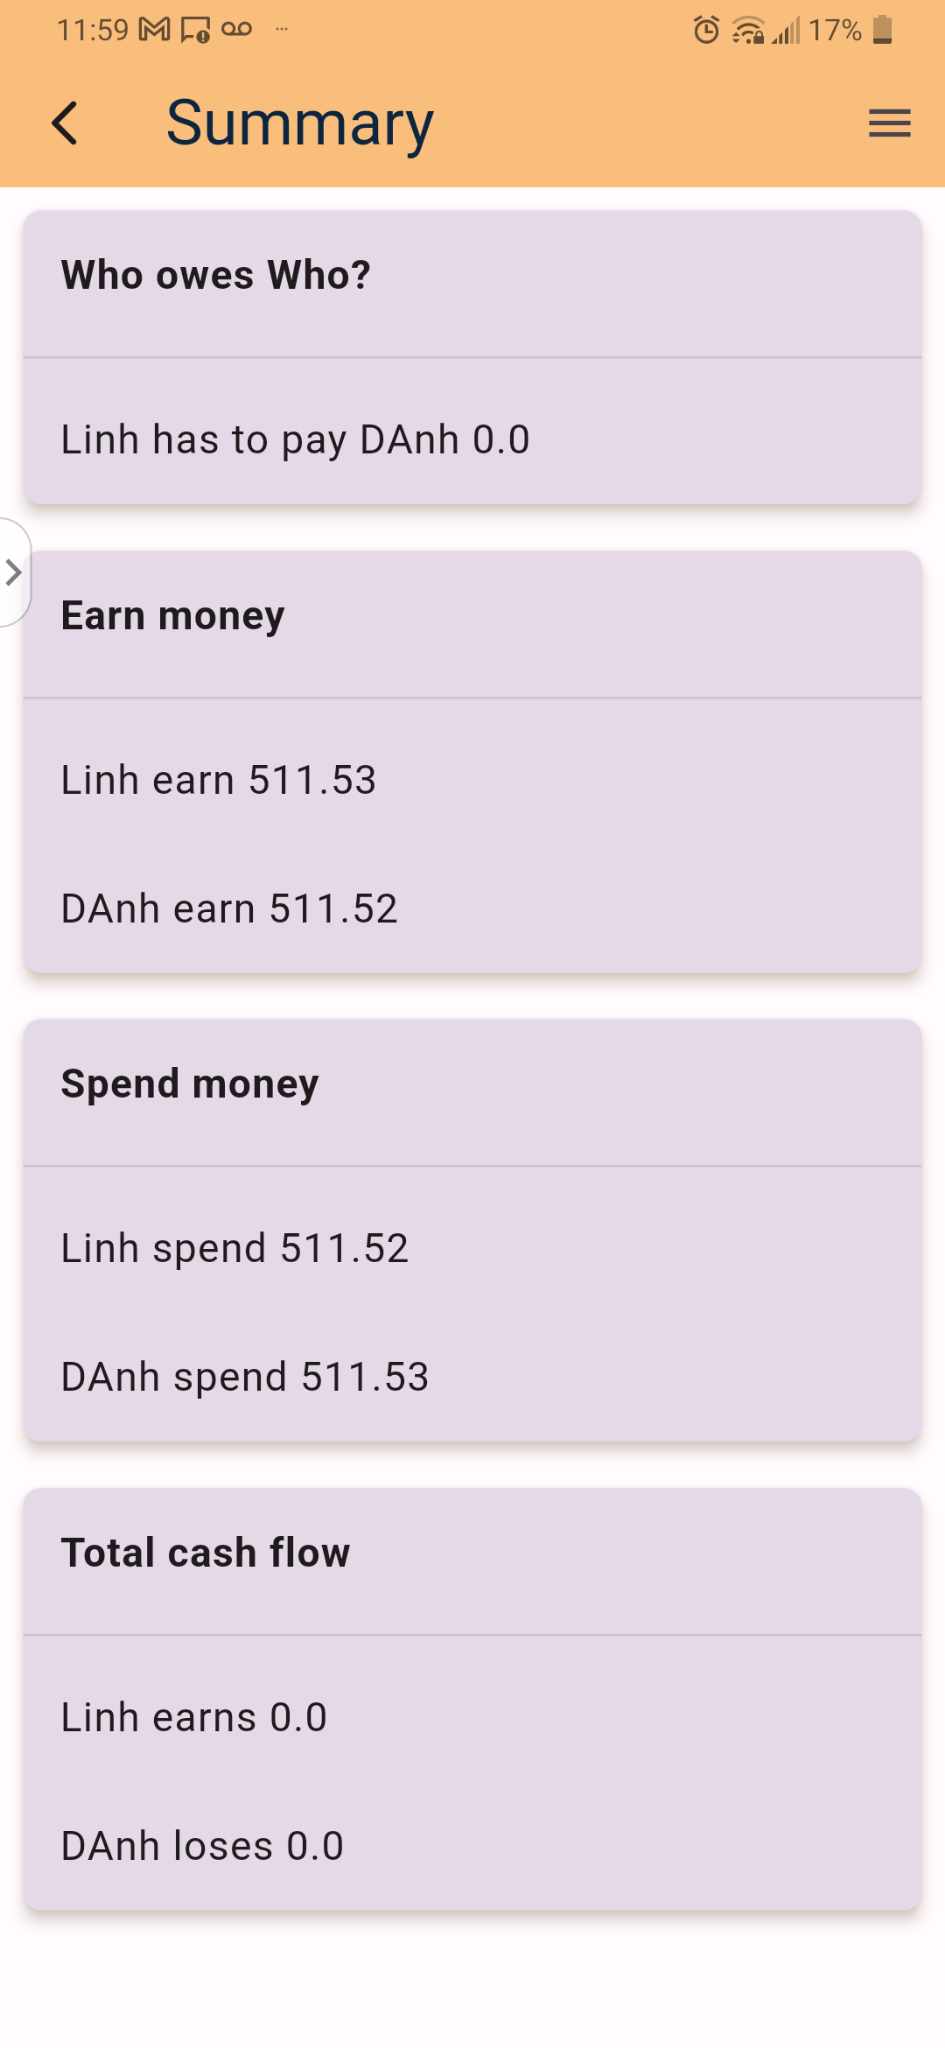 11:59 ... 17%
Summary
Who owes Who?
Linh has to pay DAnh 0.0
Earn money
Linh earn 511.53
DAnh earn 511.52
Spend money
Linh spend 511.52
DAnh spend 511.53
Total cash flow
Linh earns 0.0
DAnh loses 0.0